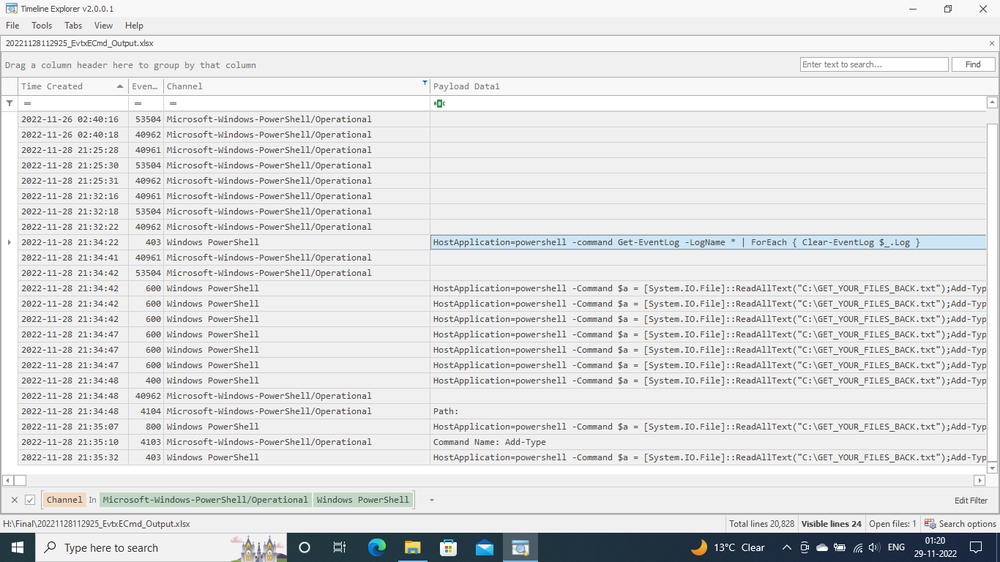 Timeline Explorer v2.0.0.1
File Tools Tabs View Help
20221128112925_EvtxECmd_Output.xlsx
Drag a column header here to group by that column
Enter text to search... Find
Time Created Even... Channel Payload Data1
= = = ABC
2022-11-26 02:40:16 53504 Microsoft-Windows-PowerShell/Operational
2022-11-26 02:40:18 40962 Microsoft-Windows-PowerShell/Operational
2022-11-28 21:25:28 40961 Microsoft-Windows-PowerShell/Operational
2022-11-28 21:25:30 53504 Microsoft-Windows-PowerShell/Operational
2022-11-28 21:25:31 40962 Microsoft-Windows-PowerShell/Operational
2022-11-28 21:32:16 40961 Microsoft-Windows-PowerShell/Operational
2022-11-28 21:32:18 53504 Microsoft-Windows-PowerShell/Operational
2022-11-28 21:32:22 40962 Microsoft-Windows-PowerShell/Operational
2022-11-28 21:34:22 403 Windows PowerShell HostApplication=powershell -command Get-EventLog -LogName * | ForEach { Clear-EventLog $_.Log }
2022-11-28 21:34:41 40961 Microsoft-Windows-PowerShell/Operational
2022-11-28 21:34:42 53504 Microsoft-Windows-PowerShell/Operational
2022-11-28 21:34:42 600 Windows PowerShell HostApplication=powershell -Command $a = [System.IO.File]::ReadAllText("C:\GET_YOUR_FILES_BACK.txt");Add-Typ
2022-11-28 21:34:42 600 Windows PowerShell HostApplication=powershell -Command $a = [System.IO.File]::ReadAllText("C:\GET_YOUR_FILES_BACK.txt");Add-Typ
2022-11-28 21:34:42 600 Windows PowerShell HostApplication=powershell -Command $a = [System.IO.File]::ReadAllText("C:\GET_YOUR_FILES_BACK.txt");Add-Typ
2022-11-28 21:34:47 600 Windows PowerShell HostApplication=powershell -Command $a = [System.IO.File]::ReadAllText("C:\GET_YOUR_FILES_BACK.txt");Add-Typ
2022-11-28 21:34:47 600 Windows PowerShell HostApplication=powershell -Command $a = [System.IO.File]::ReadAllText("C:\GET_YOUR_FILES_BACK.txt");Add-Typ
2022-11-28 21:34:47 600 Windows PowerShell HostApplication=powershell -Command $a = [System.IO.File]::ReadAllText("C:\GET_YOUR_FILES_BACK.txt");Add-Typ
2022-11-28 21:34:48 400 Windows PowerShell HostApplication=powershell -Command $a = [System.IO.File]::ReadAllText("C:\GET_YOUR_FILES_BACK.txt");Add-Typ
2022-11-28 21:34:48 40962 Microsoft-Windows-PowerShell/Operational
2022-11-28 21:34:48 4104 Microsoft-Windows-PowerShell/Operational Path:
2022-11-28 21:35:07 800 Windows PowerShell HostApplication=powershell -Command $a = [System.IO.File]::ReadAllText("C:\GET_YOUR_FILES_BACK.txt");Add-Typ
2022-11-28 21:35:10 4103 Microsoft-Windows-PowerShell/Operational Command Name: Add-Type
2022-11-28 21:35:32 403 Windows PowerShell HostApplication=powershell -Command $a = [System.IO.File]::ReadAllText("C:\GET_YOUR_FILES_BACK.txt");Add-Typ
Channel In Microsoft-Windows-PowerShell/Operational Windows PowerShell Edit Filter
H:\Final\20221128112925_EvtxECmd_Output.xlsx Total lines 20,828 Visible lines 24 Open files: 1 Search options
Type here to search 13°C Clear ENG 01:20
29-11-2022